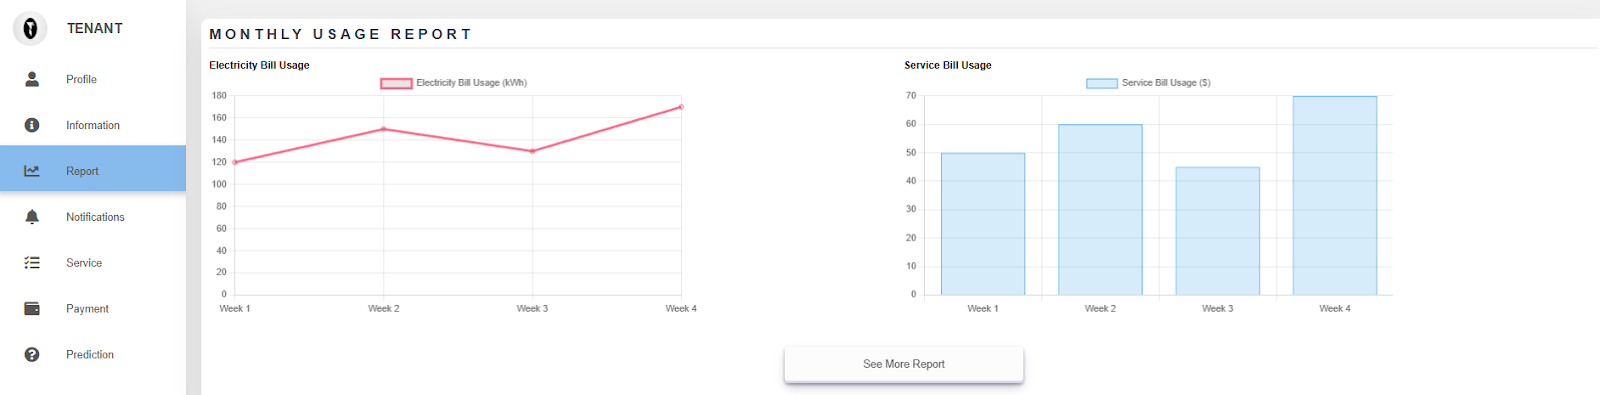 TENANT
Profile
Information
Report
Notifications
Service
Payment
Prediction
MONTHLY USAGE REPORT
Electricity Bill Usage
Electricity Bill Usage (kWh)
180
160
140
120
100
80
60
40
20
0
Week 1 Week 2 Week 3 Week 4
Service Bill Usage
Service Bill Usage ($)
70
60
50
40
30
20
10
0
Week 1 Week 2 Week 3 Week 4
See More Report